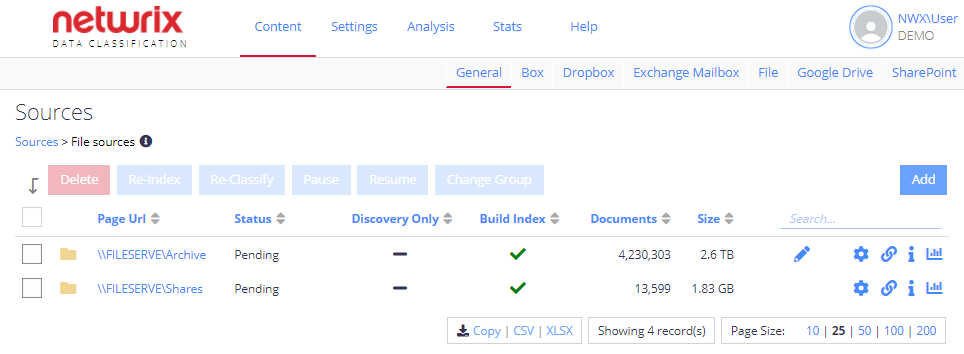 netwrix
DATA CLASSIFICATION
Content Settings Analysis Stats Help
NWX\User
DEMO
General Box Dropbox Exchange Mailbox File Google Drive SharePoint
Sources
Sources > File sources
Delete Re-Index Re-Classify Pause Resume Change Group Add
Page Url Status Discovery Only Build Index Documents Size Search...
\\FILESERVE\Archive Pending 4,230,303 2.6 TB
\\FILESERVE\Shares Pending 13,599 1.83 GB
Copy | CSV | XLSX Showing 4 record(s) Page Size: 10 | 25 | 50 | 100 | 200